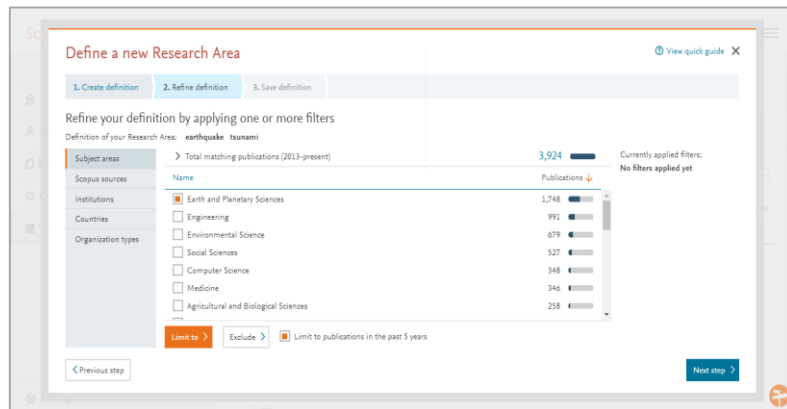 Sc
Define a new Research Area
View quick guide X
1. Create definition 2. Refine definition 3. Save definition
Refine your definition by applying one or more filters
Definition of your Research Area: earthquake tsunami
Subject areas
Scopus sources
Institutions
Countries
Organization types
Total matching publications (2013-present) 3,924
Name Publications
Earth and Planetary Sciences 1,748
Engineering 991
Environmental Science 679
Social Sciences 527
Computer Science 348
Medicine 346
Agricultural and Biological Sciences 258
Currently applied filters:
No filters applied yet
Limit to Exclude Limit to publications in the past 5 years
Previous step Next step